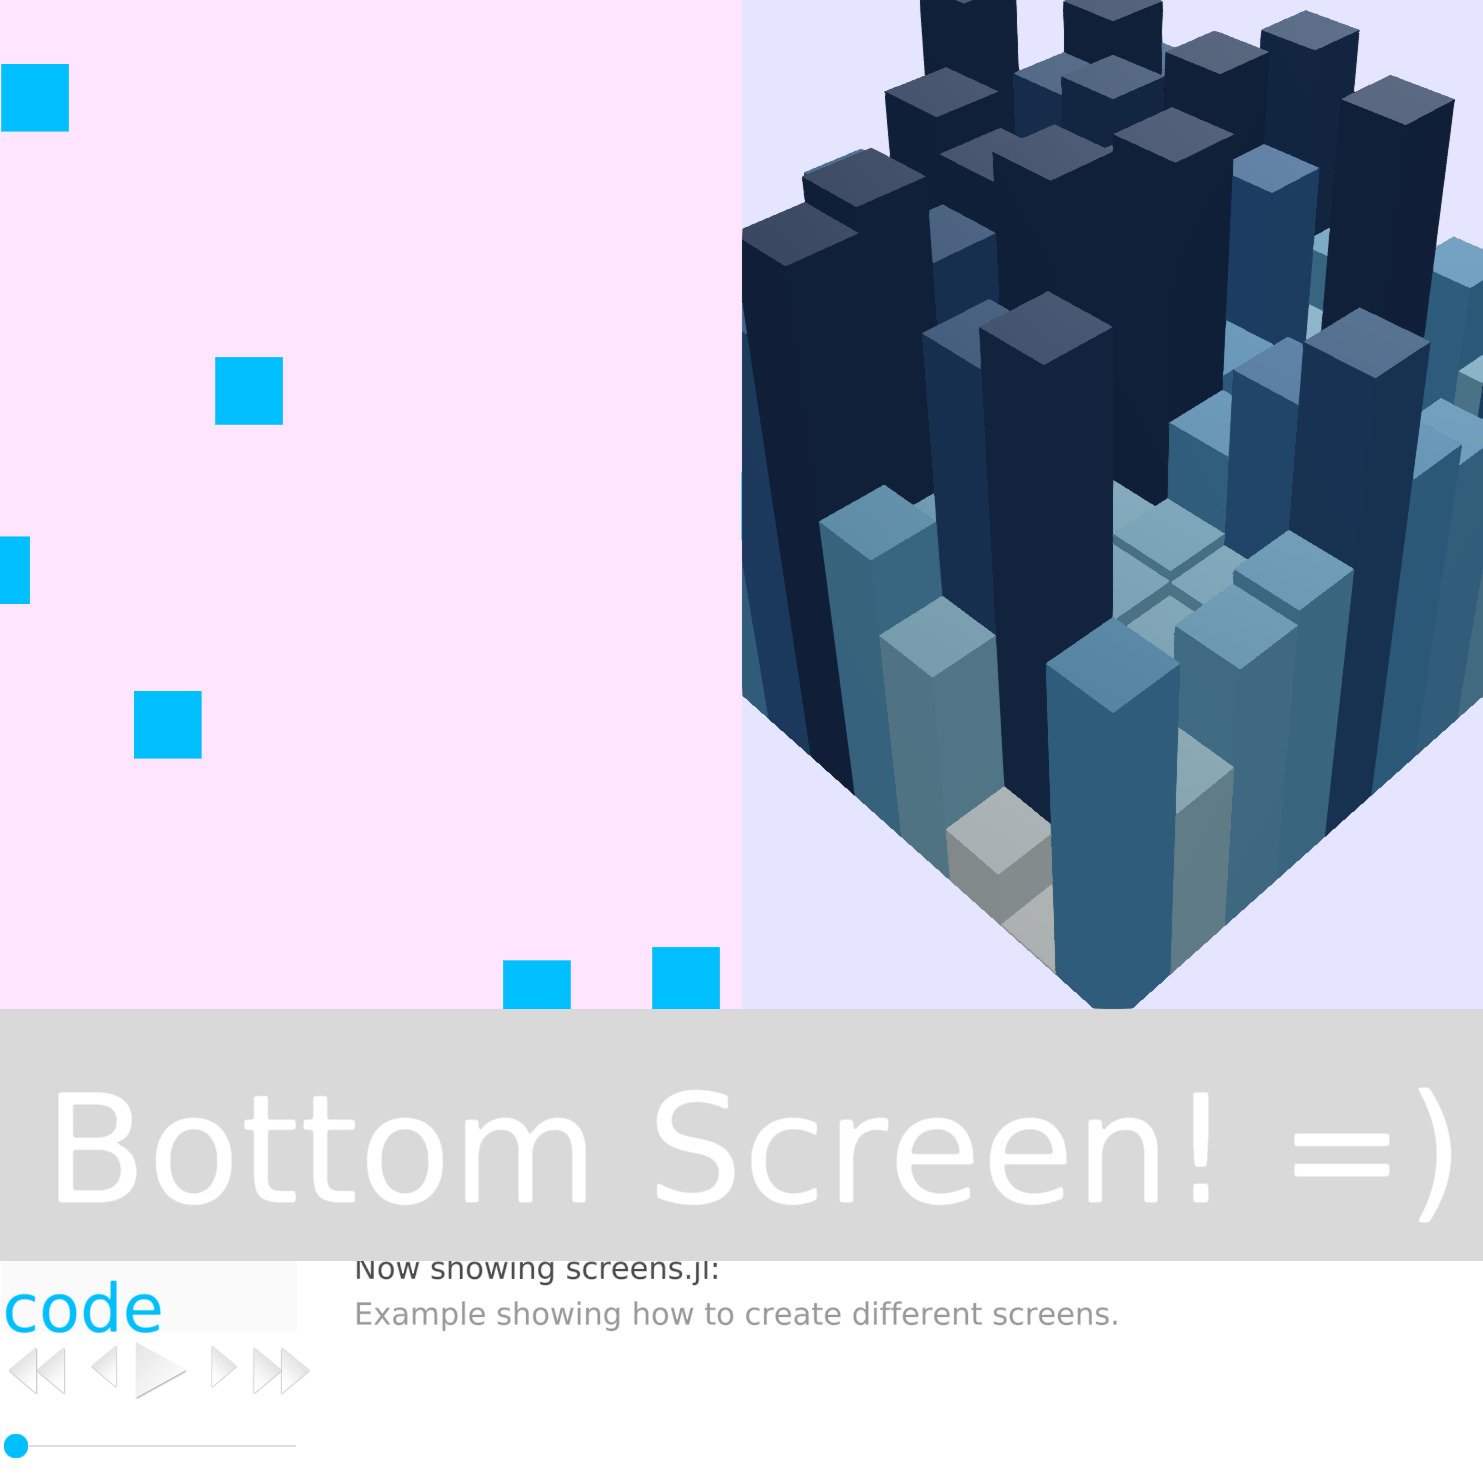 Bottom Screen! =)
Now showing screens.jl:
code
Example showing how to create different screens.